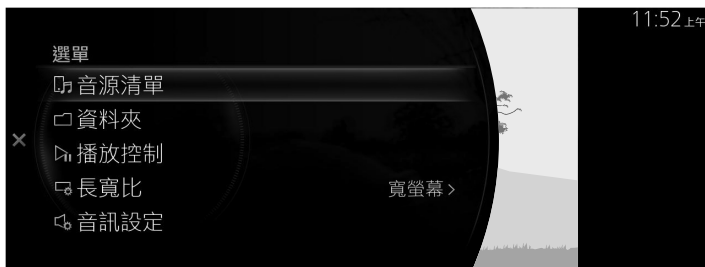 11:52上午
選單
音源清單
資料夾
播放控制
長寬比 寬螢幕
音訊設定